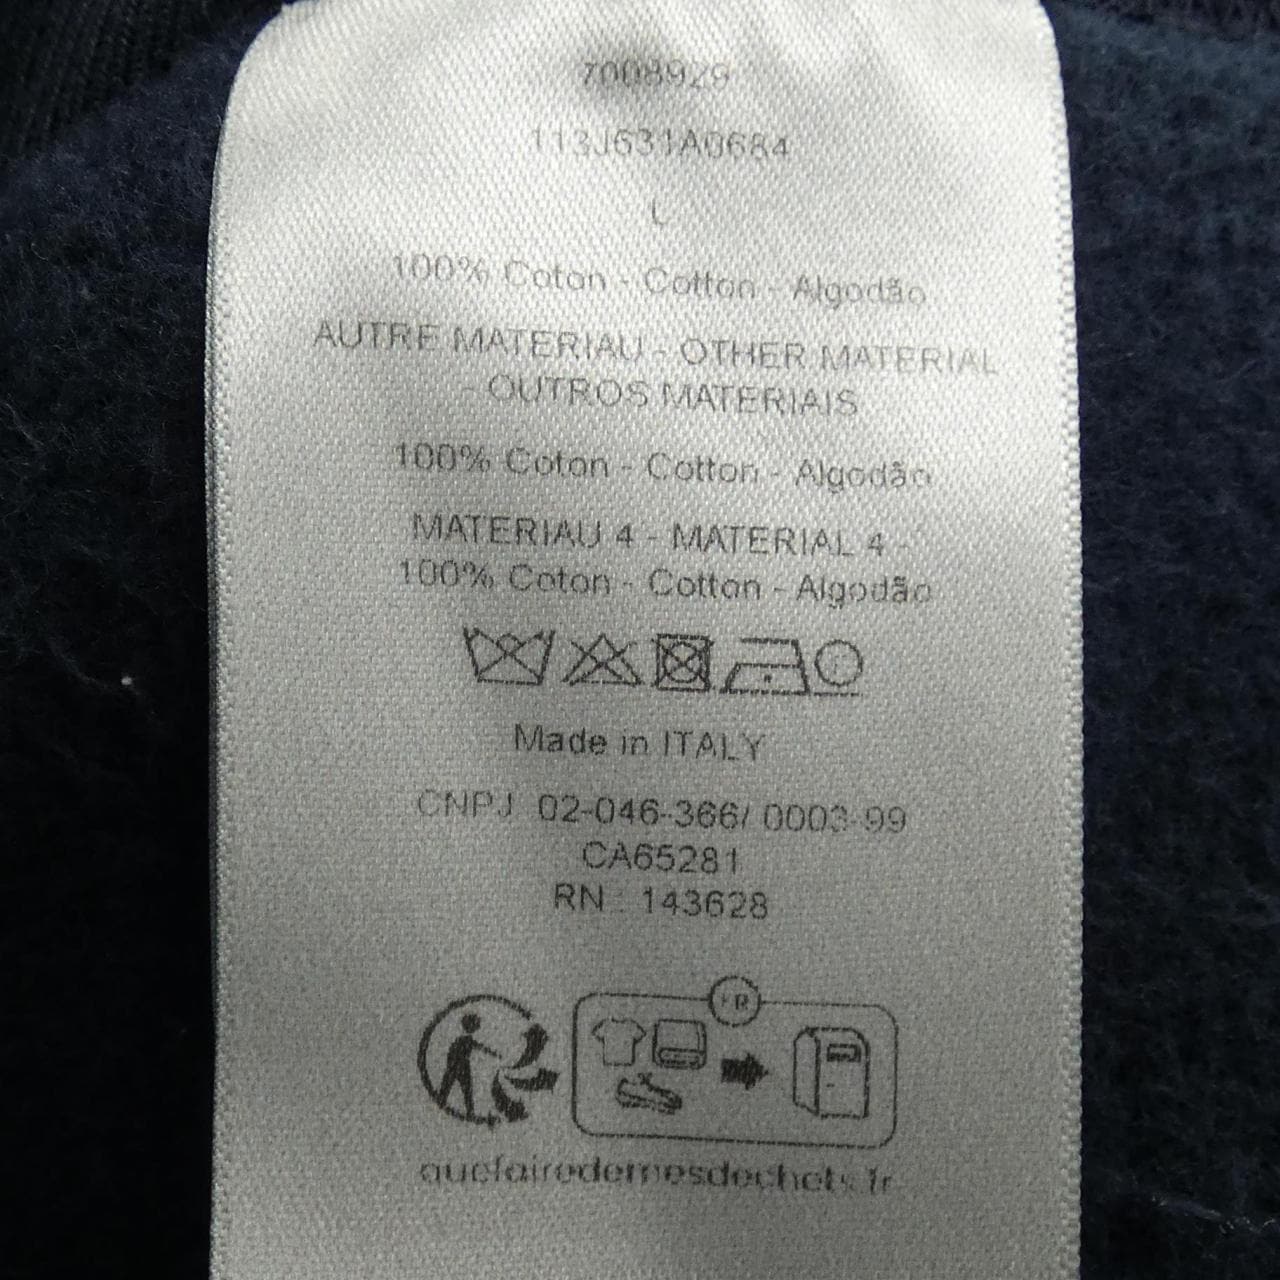 7008929
113J631A0684
L
100% Coton - Cotton - Algodão
AUTRE MATERIAU - OTHER MATERIAL
- OUTROS MATERIAIS
100% Coton - Cotton - Algodão
MATERIAU 4 - MATERIAL 4 -
100% Coton - Cotton - Algodão
Made in ITALY
CNPJ 02-046-366/ 0003-99
CA65281
RN : 143628
FR
quefairedemesdechets.fr